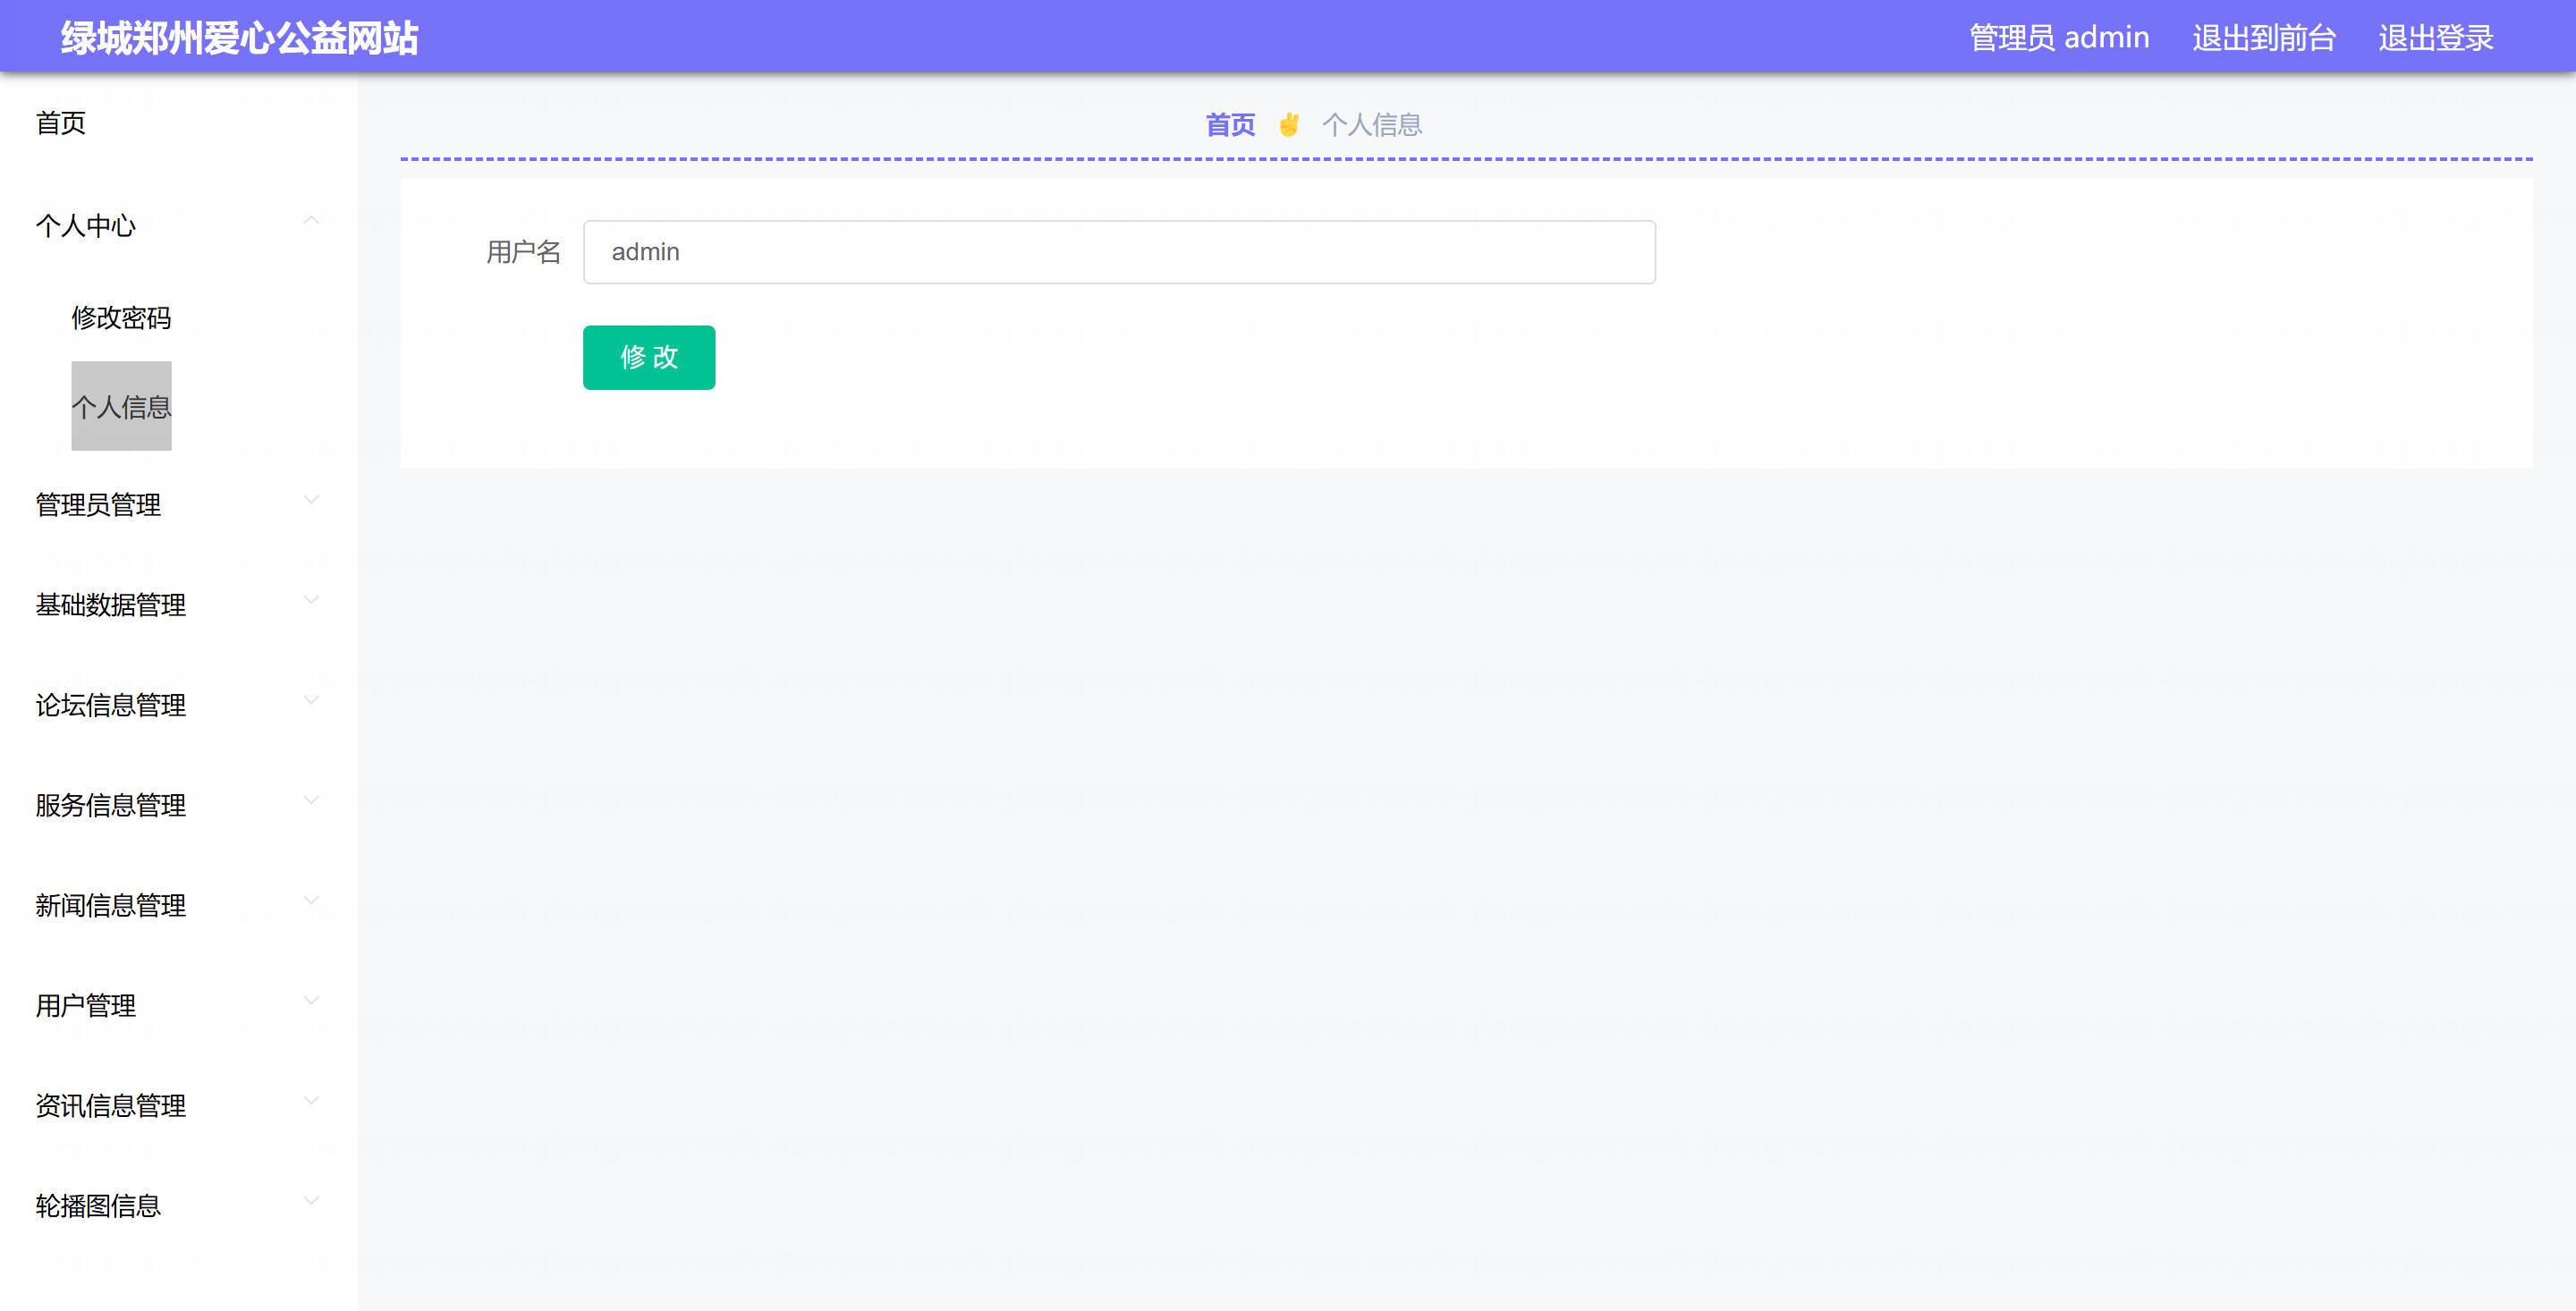 绿城郑州爱心公益网站
管理员 admin 退出到前台 退出登录
首页
首页 个人信息
个人中心
用户名 admin
修改密码
修 改
个人信息
管理员管理
基础数据管理
论坛信息管理
服务信息管理
新闻信息管理
用户管理
资讯信息管理
轮播图信息